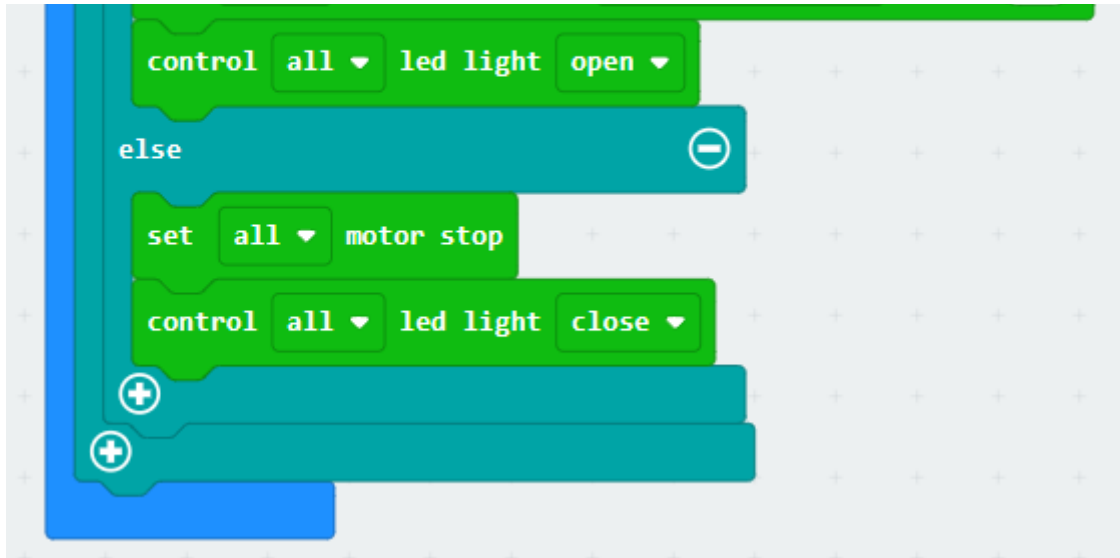 control all led light open
else
set all motor stop
control all led light close